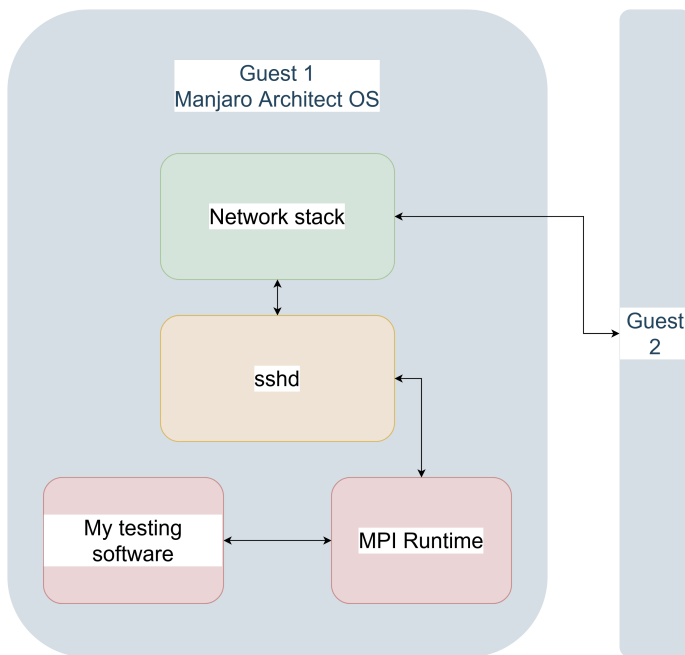 Guest 1
Manjaro Architect OS
Network stack
Guest
2
sshd
My testing
software
MPI Runtime